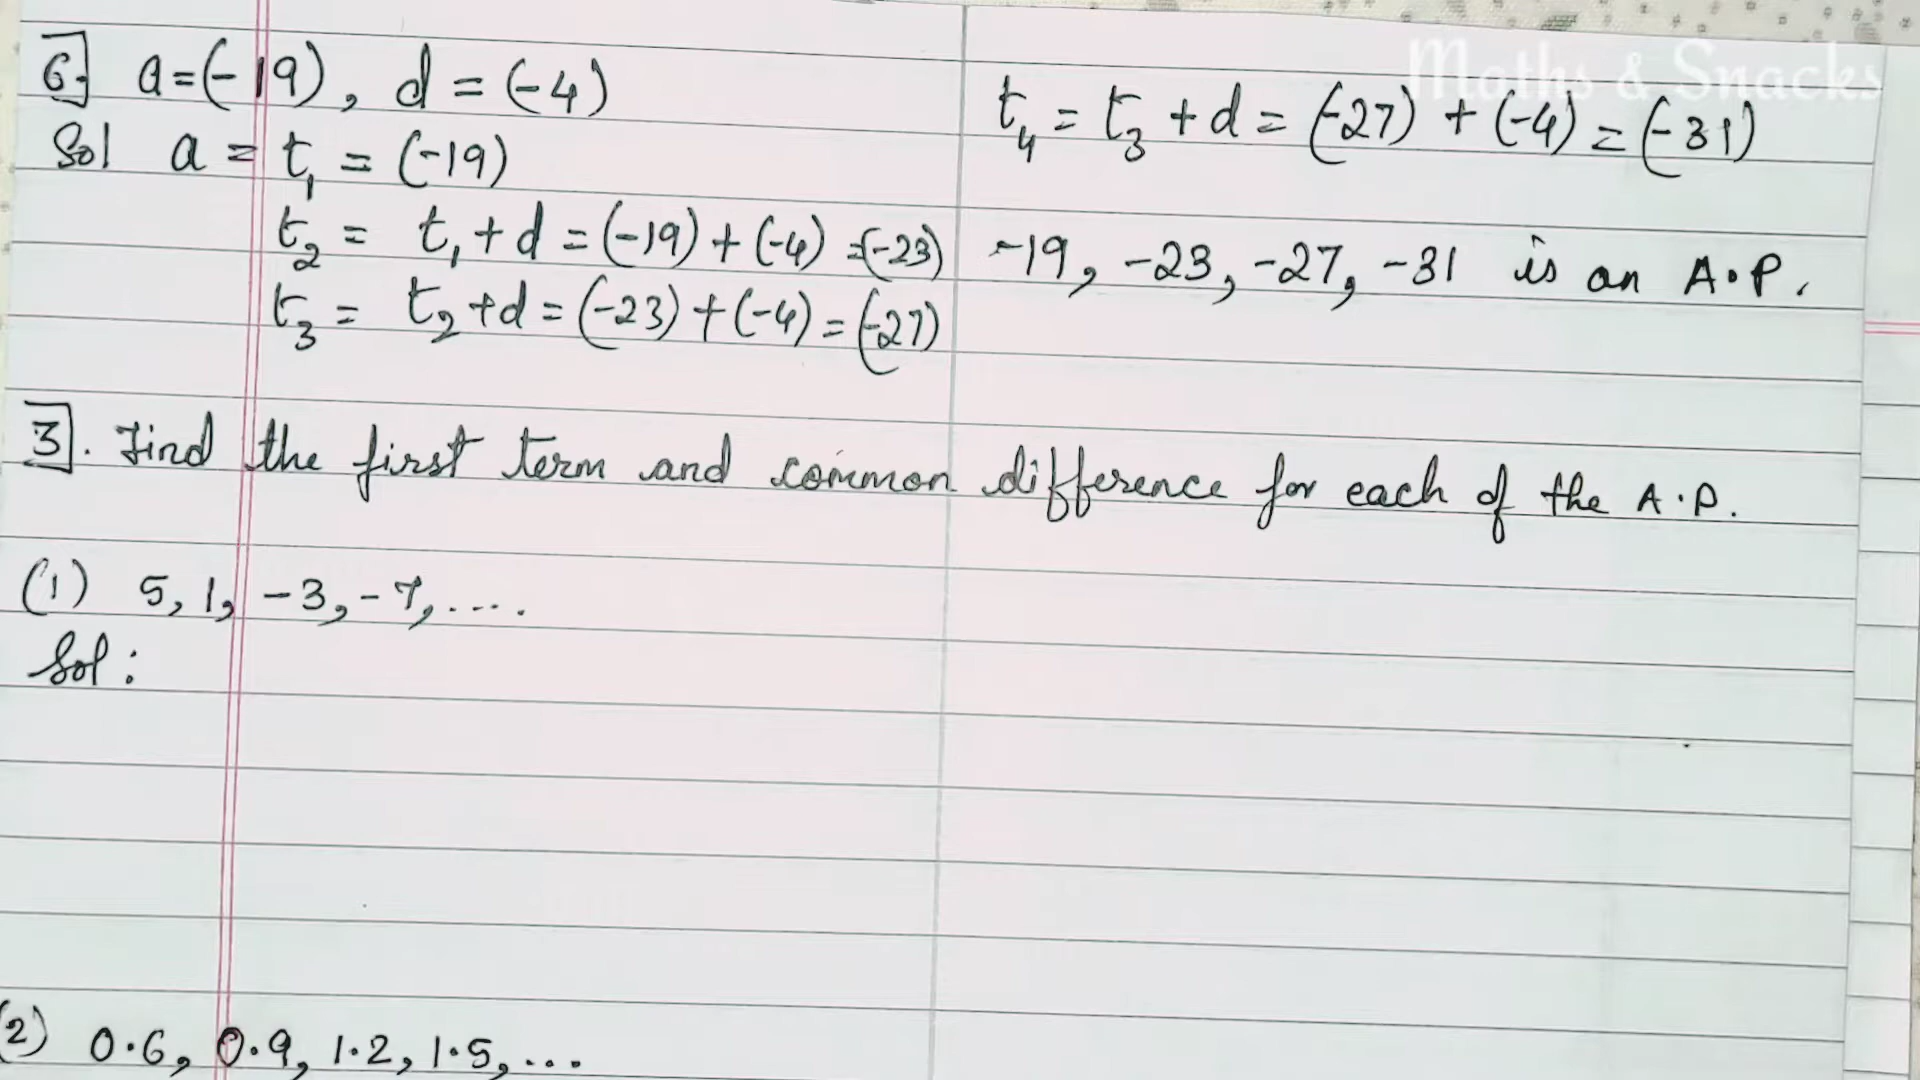 6. a=(-19), d = (-4)
Sol a = t₁ = (-19)
t₂ = t₁ + d = (-19) + (-4) = (-23)
t₃ = t₂ + d = (-23) + (-4) = (-27)
Maths & Snacks
t₄ = t₃ + d = (-27) + (-4) = (-31)
-19, -23, -27, -31 is an A.P.
3. Find the first term and common difference for each of the A.P.
(1) 5, 1, -3, -7, ....
Sol:
(2) 0.6, 0.9, 1.2, 1.5, ...